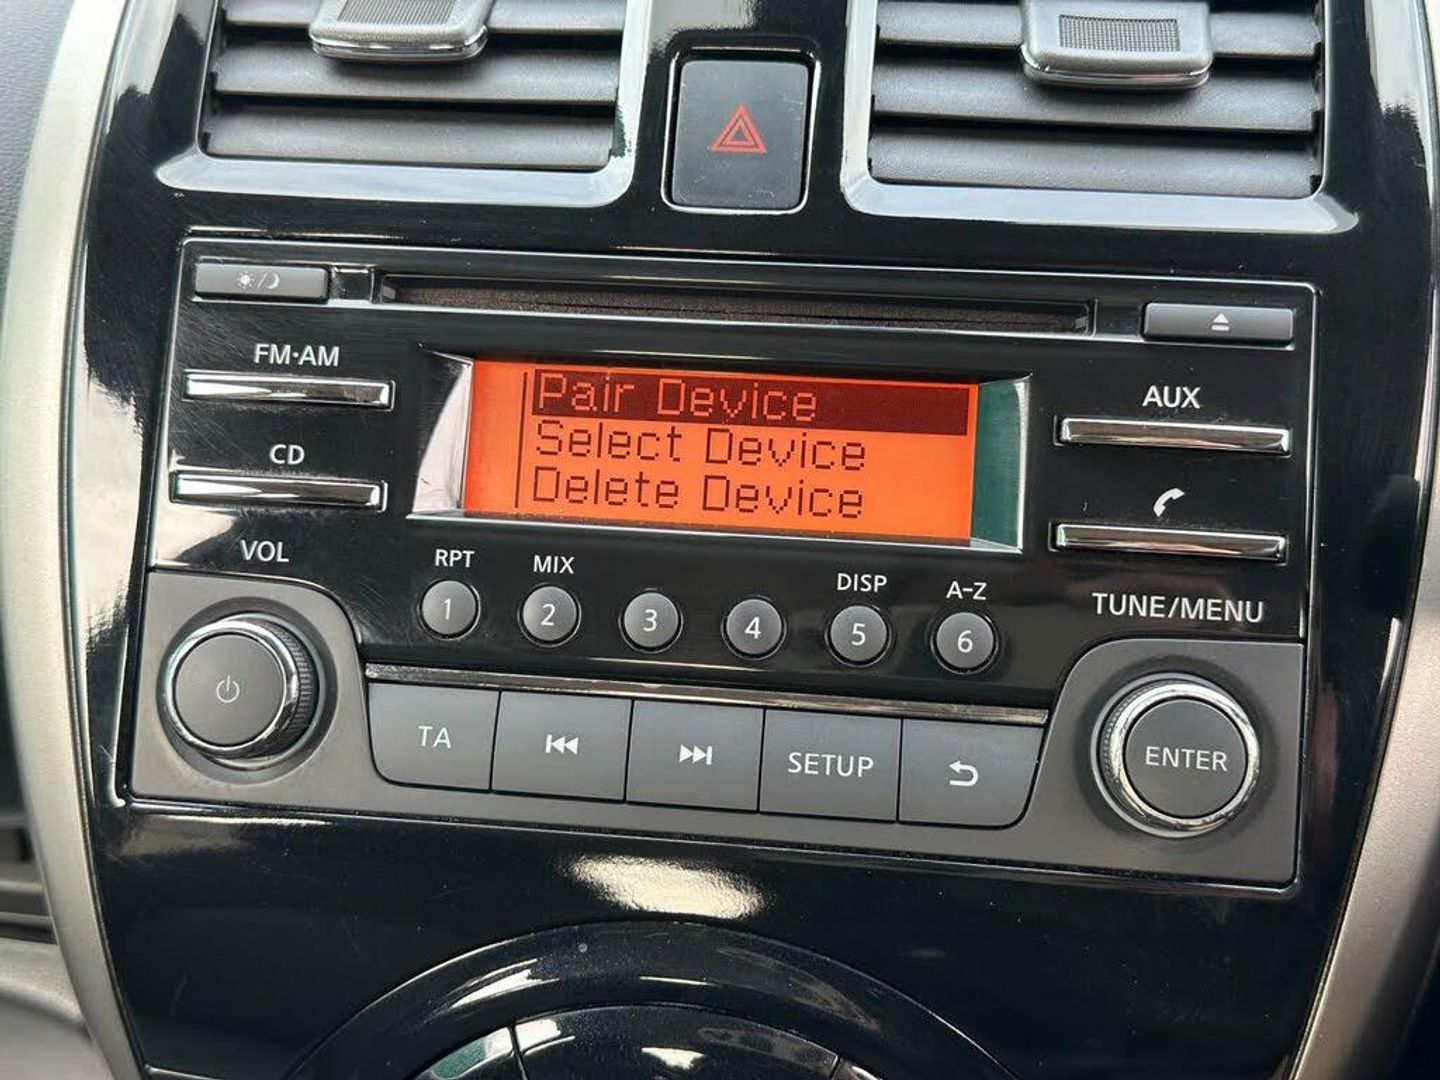 FM·AM
CD
VOL
Pair Device
Select Device
Delete Device
AUX
RPT
MIX
DISP
A-Z
TUNE/MENU
1
2
3
4
5
6
TA
SETUP
ENTER